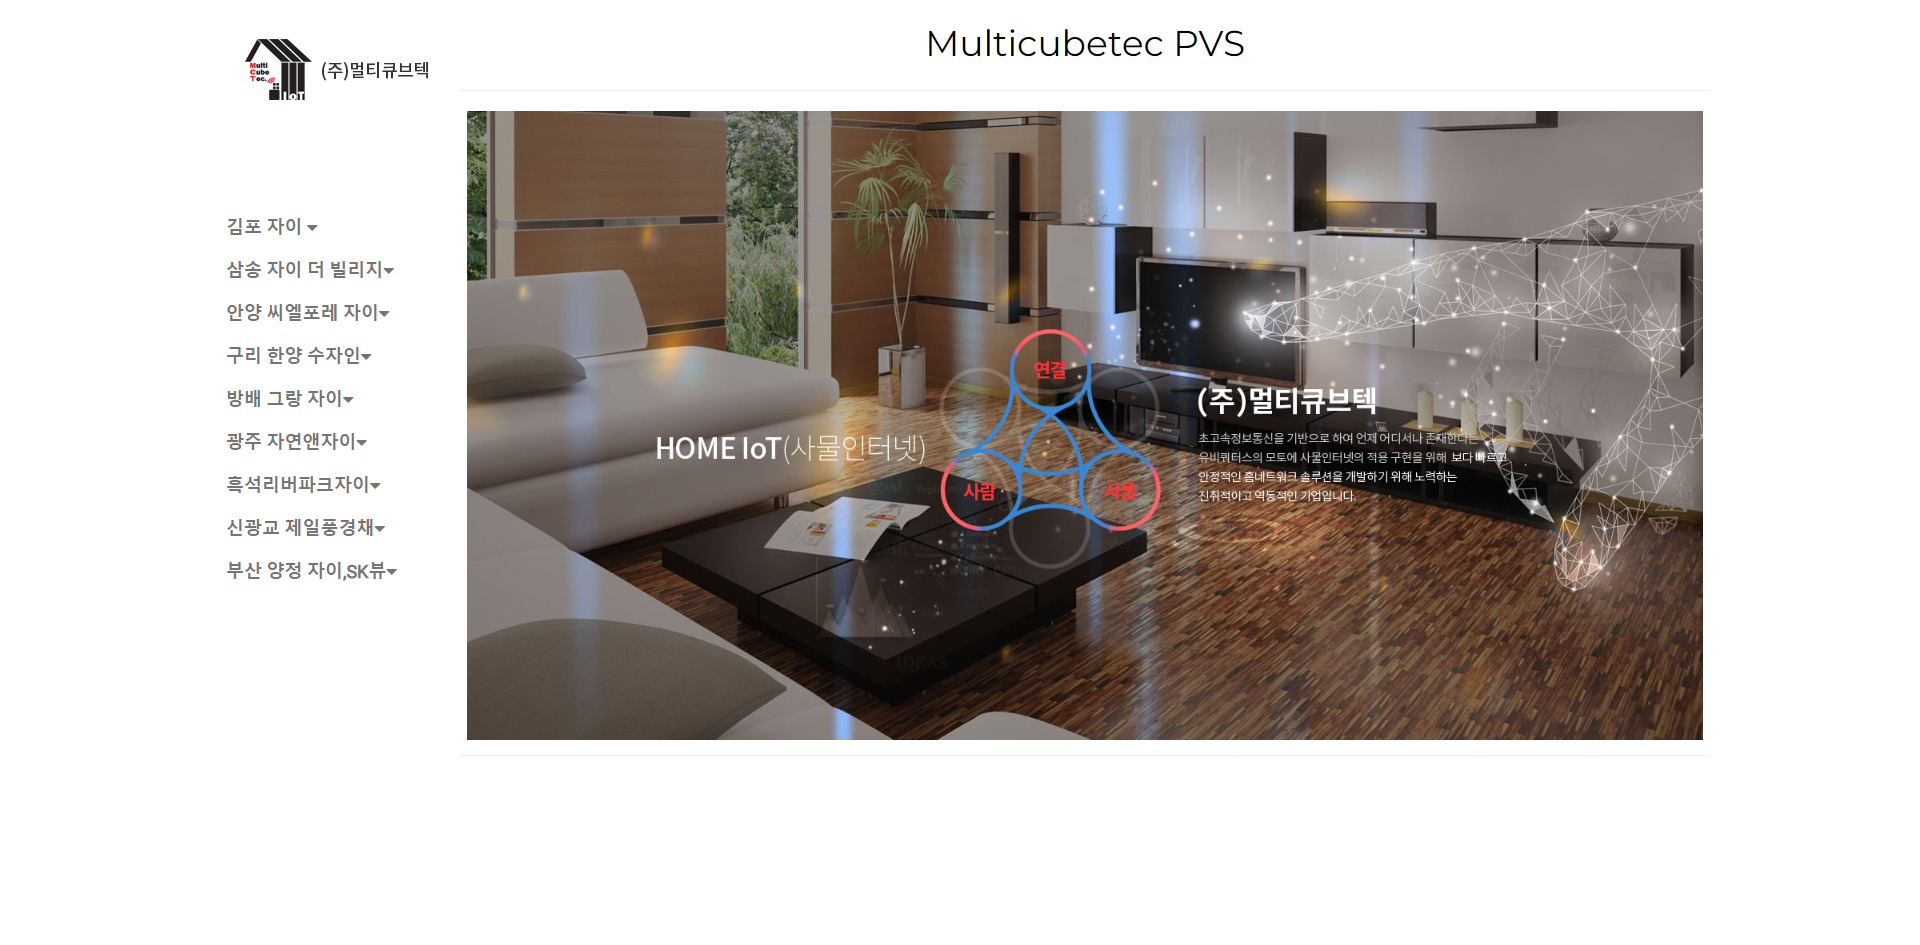 Multi
Cube
Tec.
IoT
(주)멀티큐브텍
Multicubetec PVS
김포 자이
삼송 자이 더 빌리지
안양 씨엘포레 자이
구리 한양 수자인
방배 그랑 자이
광주 자연앤자이
흑석리버파크자이
신광교 제일풍경채
부산 양정 자이,SK뷰
HOME IoT(사물인터넷)
연결
사람
사물
(주)멀티큐브텍
초고속정보통신을 기반으로 하여 언제 어디서나 존재한다는
유비쿼터스의 모토에 사물인터넷의 적용 구현을 위해 보다 빠르고
안정적인 홈네트워크 솔루션을 개발하기 위해 노력하는
진취적이고 역동적인 기업입니다.
goal
IDEAS